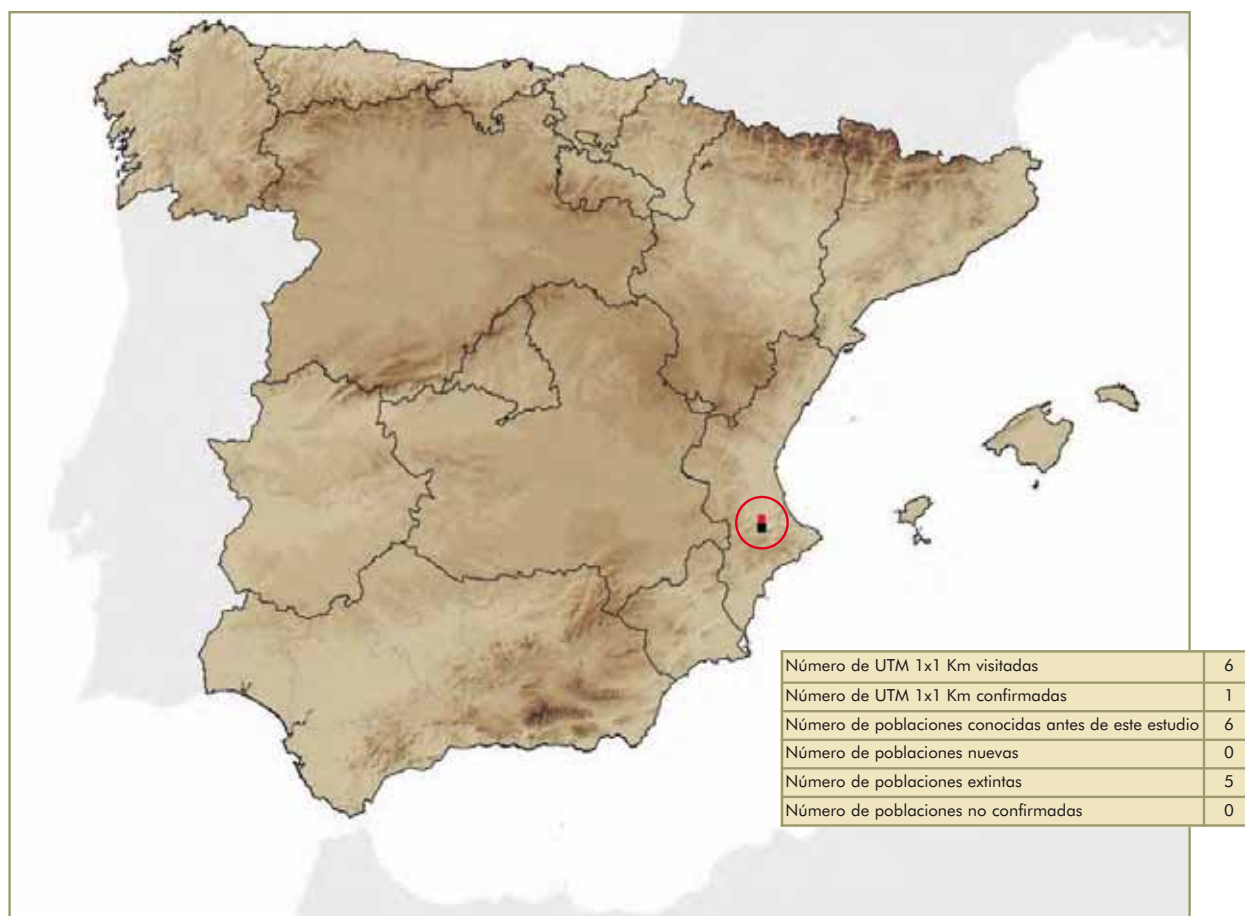 Número de UTM 1x1 Km visitadas 6
Número de UTM 1x1 Km confirmadas 1
Número de poblaciones conocidas antes de este estudio 6
Número de poblaciones nuevas 0
Número de poblaciones extintas 5
Número de poblaciones no confirmadas 0